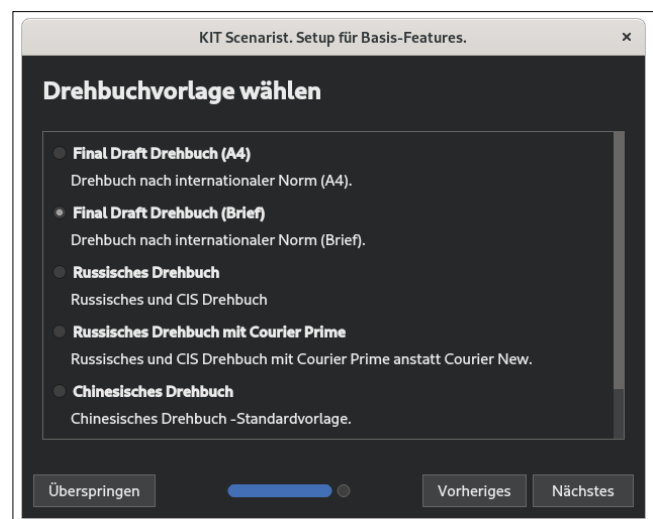 KIT Scenarist. Setup für Basis-Features.
Drehbuchvorlage wählen
Final Draft Drehbuch (A4)
Drehbuch nach internationaler Norm (A4).
Final Draft Drehbuch (Brief)
Drehbuch nach internationaler Norm (Brief).
Russisches Drehbuch
Russisches und CIS Drehbuch
Russisches Drehbuch mit Courier Prime
Russisches und CIS Drehbuch mit Courier Prime anstatt Courier New.
Chinesisches Drehbuch
Chinesisches Drehbuch -Standardvorlage.
Überspringen Vorheriges Nächstes